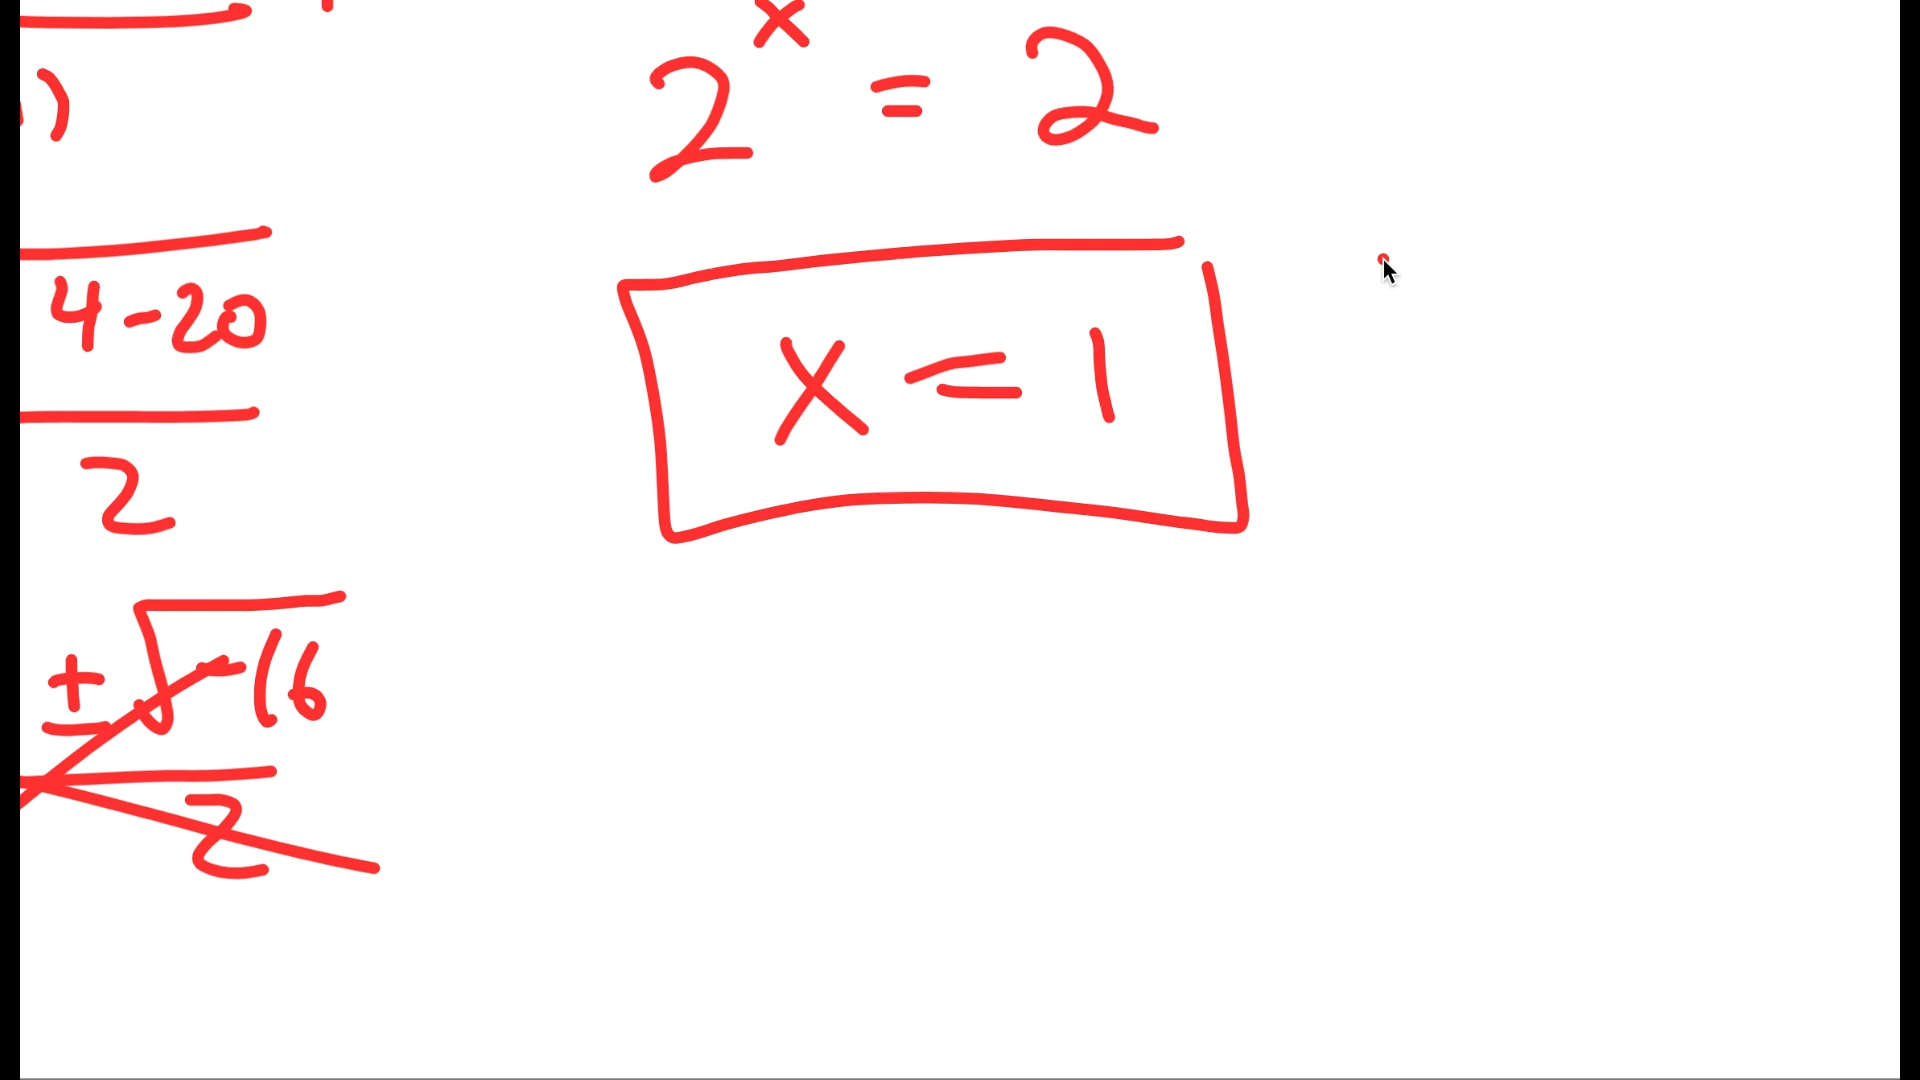 )
4-20
2
± √-16
2
2^x = 2
x = 1